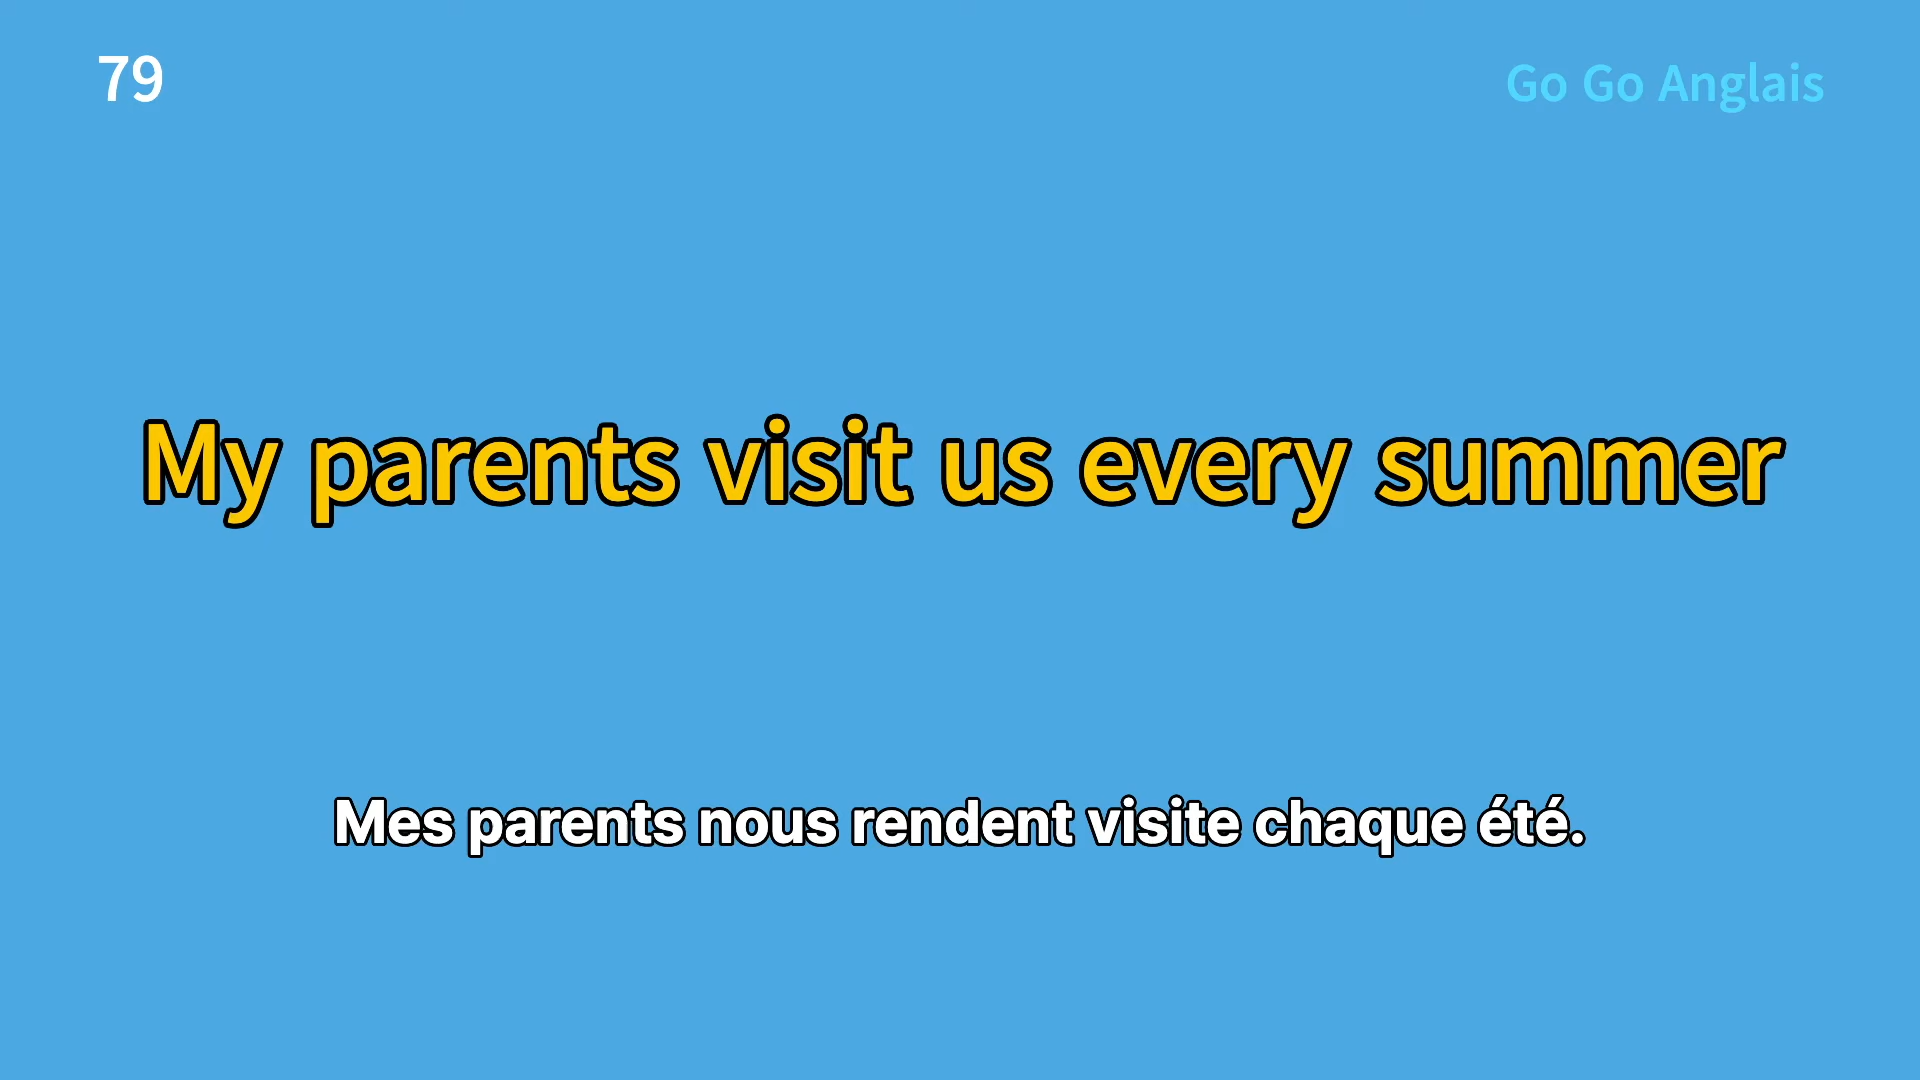 79
Go Go Anglais
My parents visit us every summer
Mes parents nous rendent visite chaque été.